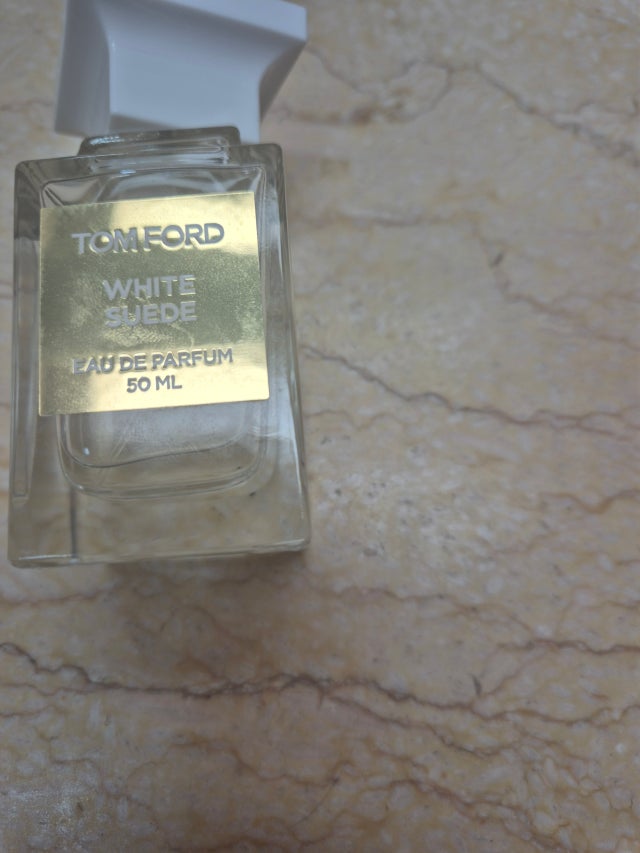 TOM FORD
WHITE
SUEDE
EAU DE PARFUM
50 ML